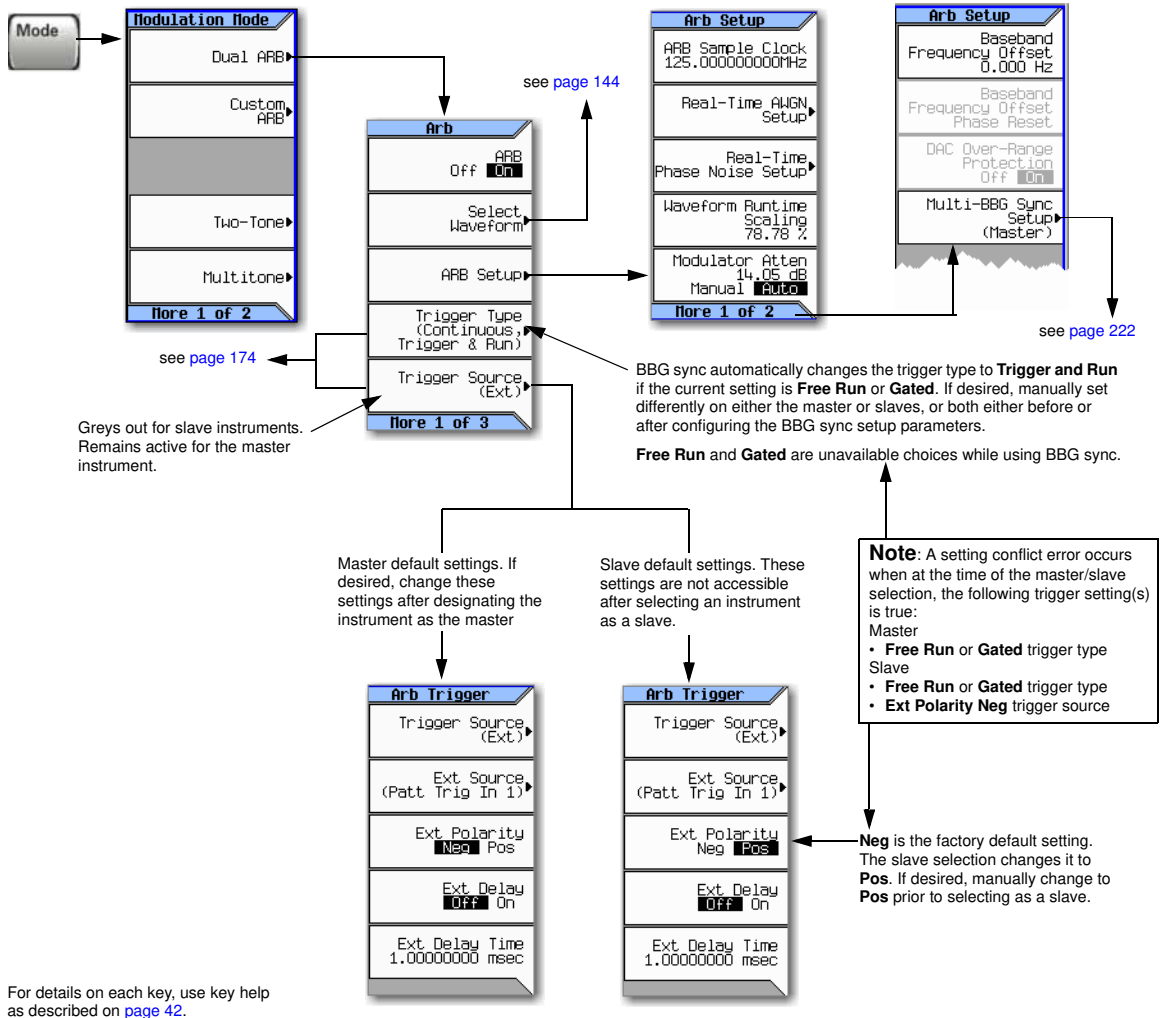 Mode
Modulation Mode
Dual ARB
Custom
ARB
Two-Tone
Multitone
More 1 of 2
Arb
ARB
Off On
Select
Waveform
ARB Setup
Trigger Type
(Continuous,
Trigger & Run)
Trigger Source
(Ext)
More 1 of 3
see page 144
Arb Setup
ARB Sample Clock
125.000000000MHz
Real-Time AWGN
Setup
Real-Time
Phase Noise Setup
Waveform Runtime
Scaling
78.78 %
Modulator Atten
14.05 dB
Manual Auto
More 1 of 2
Arb Setup
Baseband
Frequency Offset
0.000 Hz
Baseband
Frequency Offset
Phase Reset
DAC Over-Range
Protection
Off On
Multi-BBG Sync
Setup
(Master)
see page 222
see page 174
Greys out for slave instruments.
Remains active for the master
instrument.
BBG sync automatically changes the trigger type to Trigger and Run
if the current setting is Free Run or Gated. If desired, manually set
differently on either the master or slaves, or both either before or
after configuring the BBG sync setup parameters.
Free Run and Gated are unavailable choices while using BBG sync.
Master default settings. If
desired, change these
settings after designating the
instrument as the master
Slave default settings. These
settings are not accessible
after selecting an instrument
as a slave.
Note: A setting conflict error occurs
when at the time of the master/slave
selection, the following trigger setting(s)
is true:
Master
• Free Run or Gated trigger type
Slave
• Free Run or Gated trigger type
• Ext Polarity Neg trigger source
Arb Trigger
Trigger Source
(Ext)
Ext Source
(Patt Trig In 1)
Ext Polarity
Neg Pos
Ext Delay
Off On
Ext Delay Time
1.00000000 msec
Arb Trigger
Trigger Source
(Ext)
Ext Source
(Patt Trig In 1)
Ext Polarity
Neg Pos
Ext Delay
Off On
Ext Delay Time
1.00000000 msec
Neg is the factory default setting.
The slave selection changes it to
Pos. If desired, manually change to
Pos prior to selecting as a slave.
For details on each key, use key help
as described on page 42.